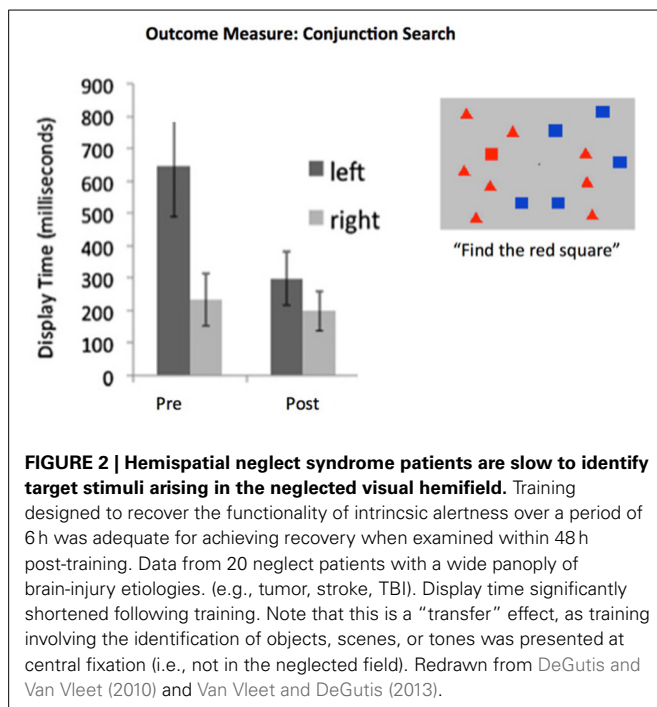 Outcome Measure: Conjunction Search
Display Time (milliseconds)
900
800
700
600
500
400
300
200
100
0
Pre
Post
left
right
"Find the red square"
FIGURE 2 | Hemispatial neglect syndrome patients are slow to identify
target stimuli arising in the neglected visual hemifield. Training
designed to recover the functionality of intrincsic alertness over a period of
6 h was adequate for achieving recovery when examined within 48 h
post-training. Data from 20 neglect patients with a wide panoply of
brain-injury etiologies. (e.g., tumor, stroke, TBI). Display time significantly
shortened following training. Note that this is a “transfer” effect, as training
involving the identification of objects, scenes, or tones was presented at
central fixation (i.e., not in the neglected field). Redrawn from DeGutis and
Van Vleet (2010) and Van Vleet and DeGutis (2013).